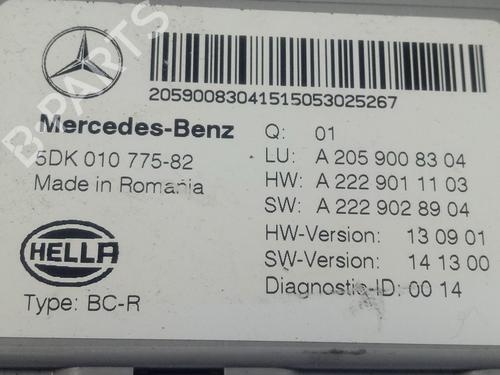 20590083041515053025267
Mercedes-Benz
5DK 010 775-82
Made in Romania
HELLA
Type: BC-R
Q: 01
LU: A 205 900 83 04
HW: A 222 901 11 03
SW: A 222 902 89 04
HW-Version: 13 09 01
SW-Version: 14 13 00
Diagnostic-ID: 00 14
B-PARTS